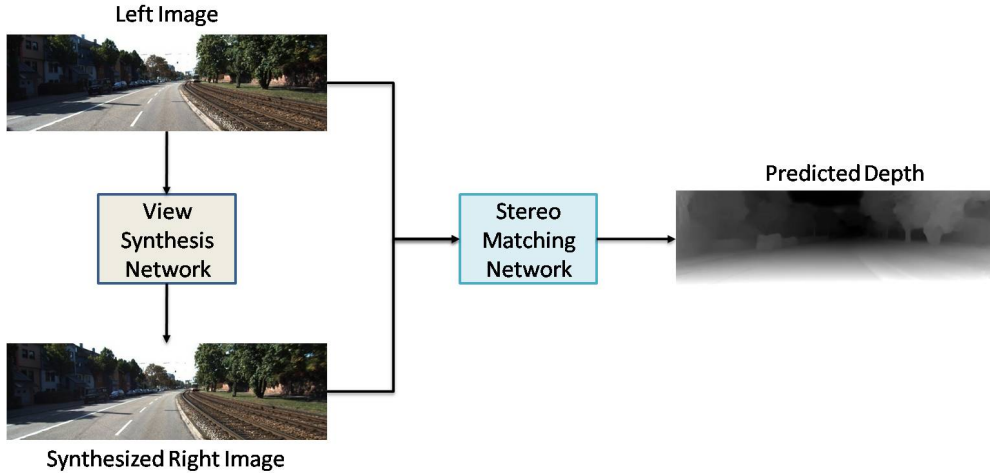 Left Image
View
Synthesis
Network
Stereo
Matching
Network
Predicted Depth
Synthesized Right Image